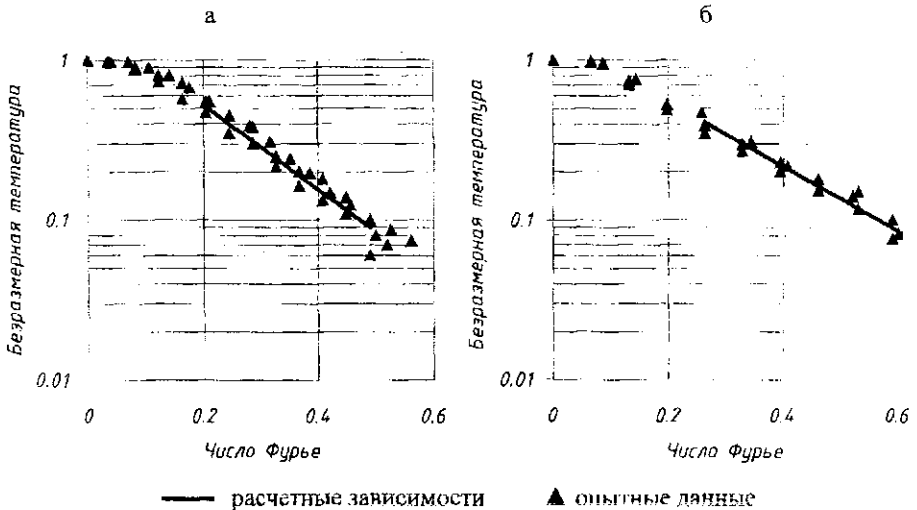 а
б
Безразмерная температура
1
0.1
0.01
0
0.2
0.4
0.6
Число Фурье
Безразмерная температура
1
0.1
0.01
0
0.2
0.4
0.6
Число Фурье
расчетные зависимости
опытные данные